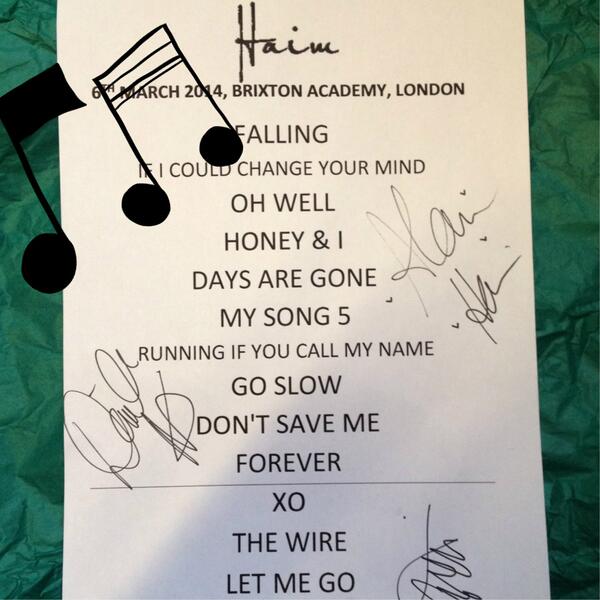 Haim
6TH MARCH 2014, BRIXTON ACADEMY, LONDON
FALLING
IF I COULD CHANGE YOUR MIND
OH WELL
HONEY & I
DAYS ARE GONE
MY SONG 5
RUNNING IF YOU CALL MY NAME
GO SLOW
DON'T SAVE ME
FOREVER
XO
THE WIRE
LET ME GO